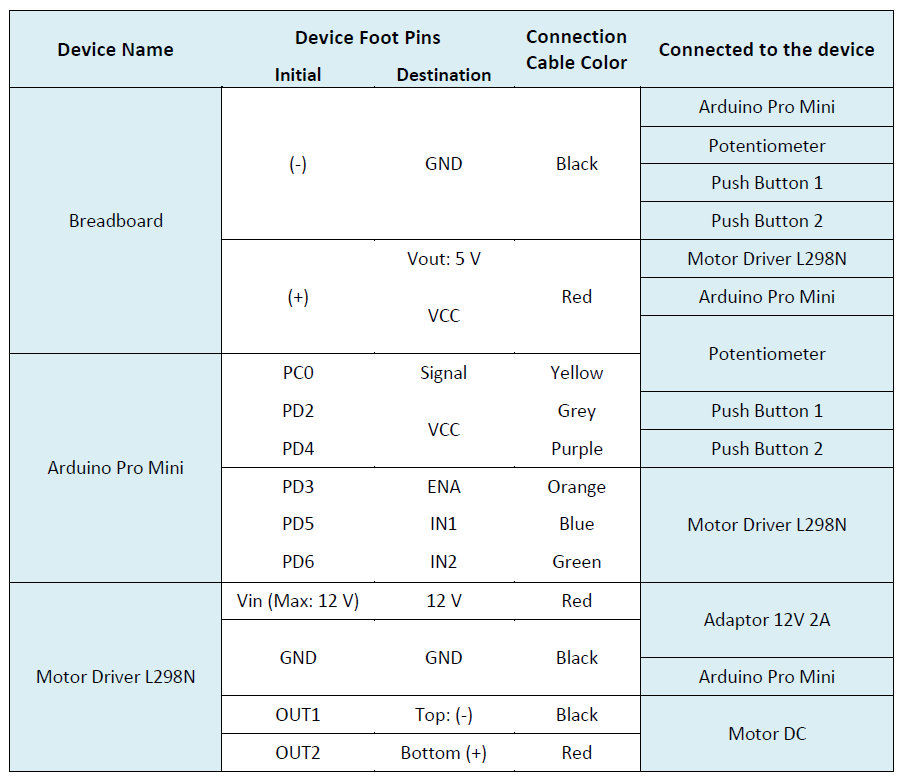 Device Name Device Foot Pins Connection Cable Color Connected to the device
Initial Destination
Breadboard (-) GND Black Arduino Pro Mini
Potentiometer
Push Button 1
Push Button 2
(+) Vout: 5 V Red Motor Driver L298N
VCC Arduino Pro Mini
Potentiometer
Arduino Pro Mini PC0 Signal Yellow
PD2 VCC Grey Push Button 1
PD4 Purple Push Button 2
PD3 ENA Orange Motor Driver L298N
PD5 IN1 Blue
PD6 IN2 Green
Motor Driver L298N Vin (Max: 12 V) 12 V Red Adaptor 12V 2A
GND GND Black
Arduino Pro Mini
OUT1 Top: (-) Black Motor DC
OUT2 Bottom (+) Red